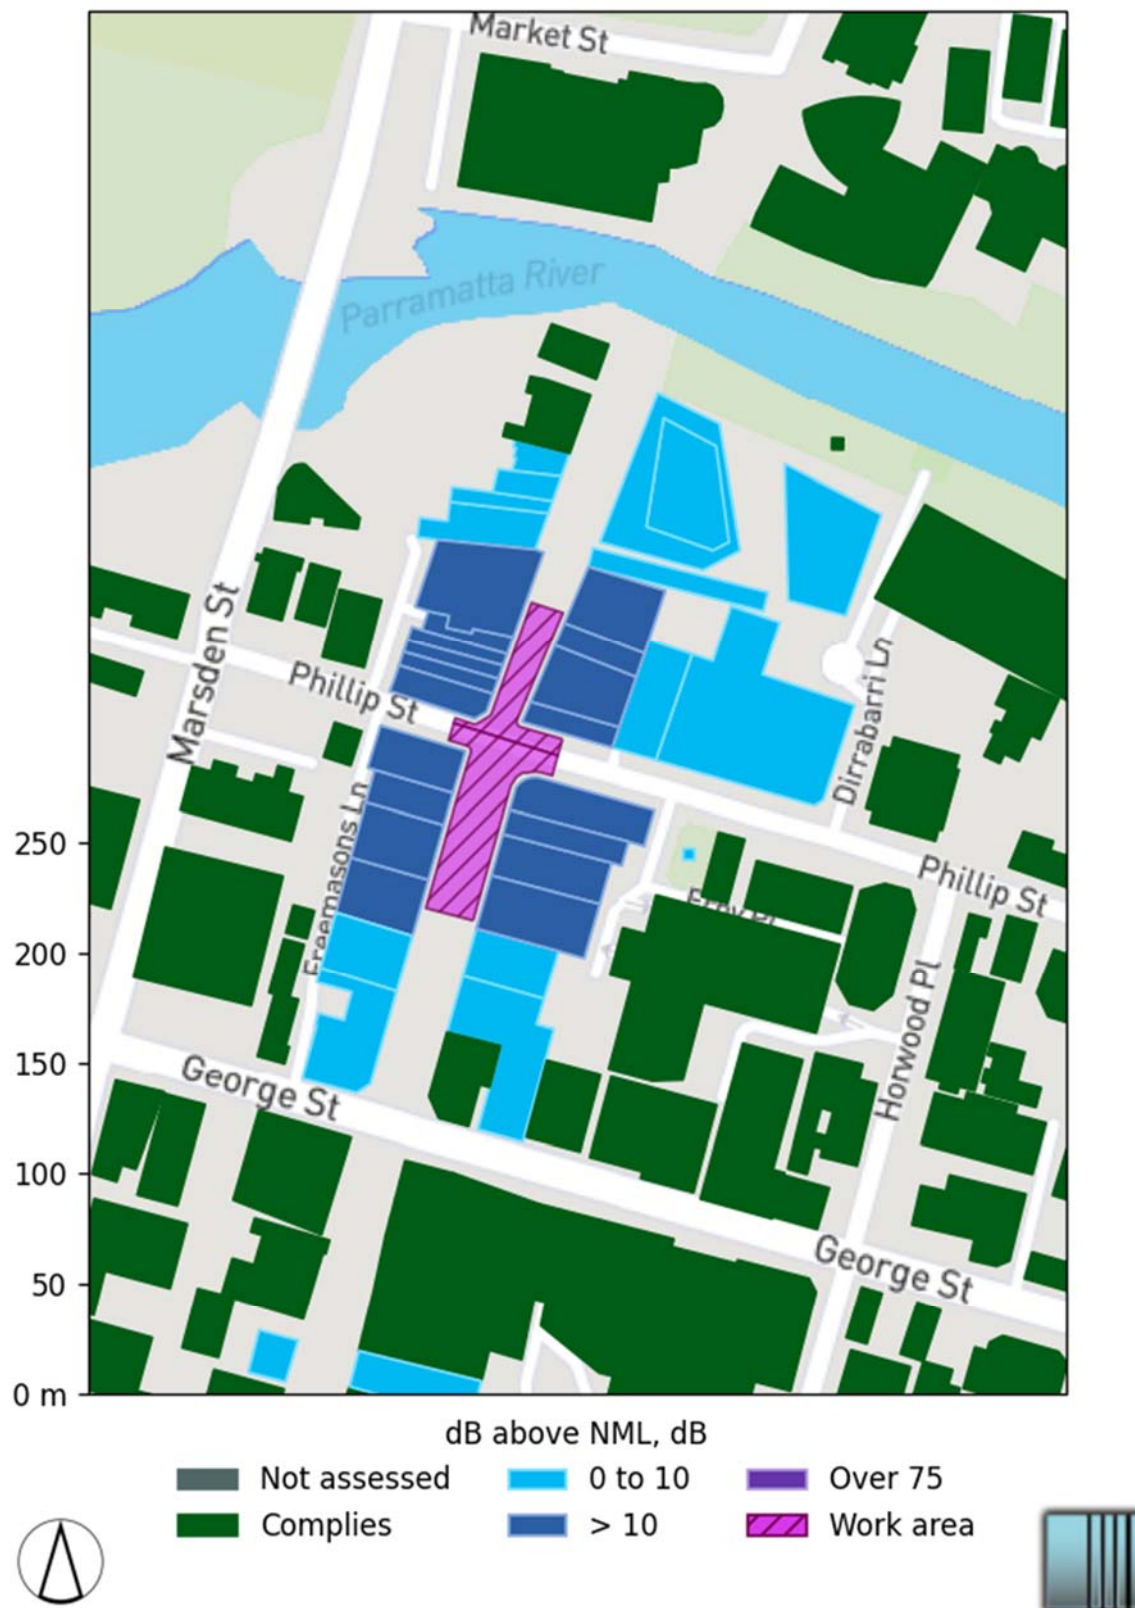 Market St
Parramatta River
Marsden St
Phillip St
Dirrabarri Ln
Freemasons Ln
Phillip St
Erby Pl
Horwood Pl
George St
George St
250
200
150
100
50
0 m
dB above NML, dB
Not assessed
0 to 10
Over 75
Complies
> 10
Work area